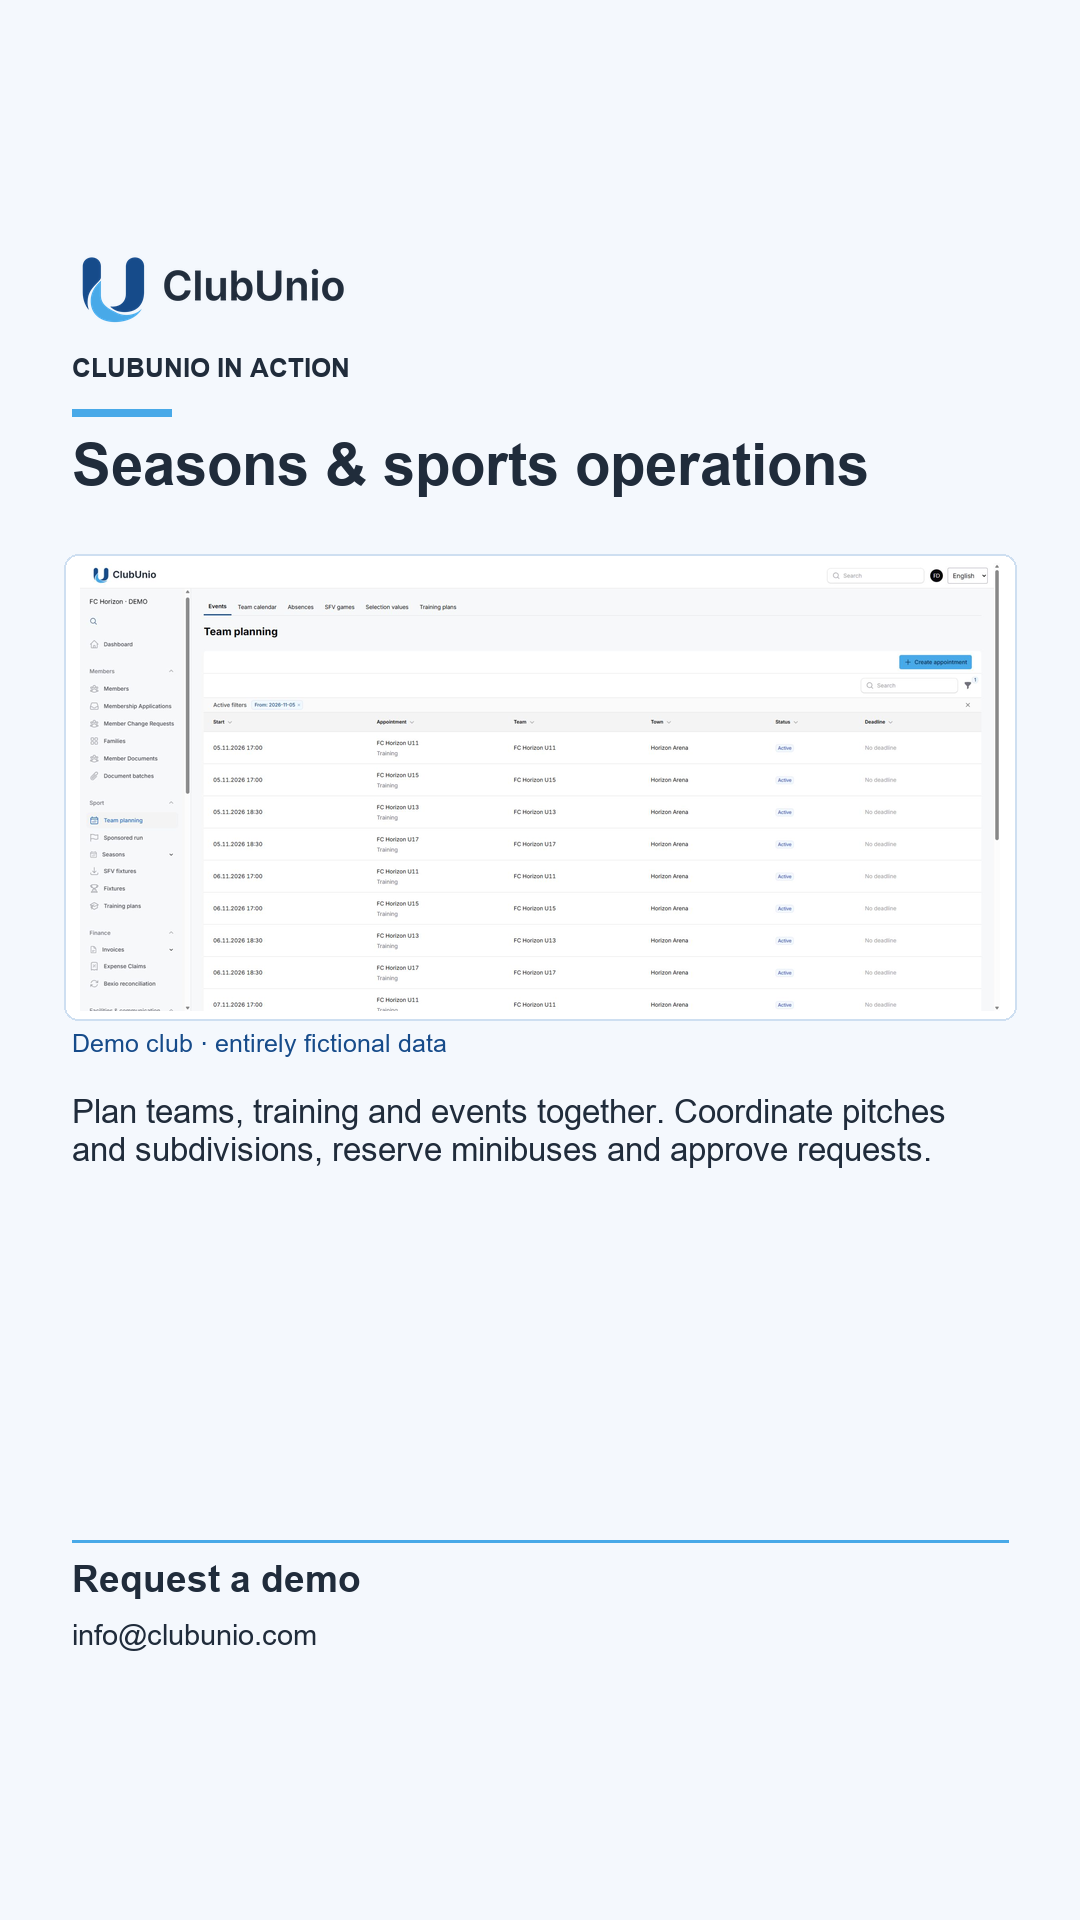 ClubUnio
CLUBUNIO IN ACTION
Seasons & sports operations
ClubUnio
Search
FD
English
FC Horizon · DEMO
Dashboard
Members
Members
Membership Applications
Member Change Requests
Families
Member Documents
Document batches
Sport
Team planning
Sponsored run
Seasons
SFV fixtures
Fixtures
Training plans
Finance
Invoices
Expense Claims
Bexio reconciliation
Facilities & communication
Events Team calendar Absences SFV games Selection values Training plans
Team planning
+ Create appointment
Search
1
Active filters From: 2026-11-05 ×
Start Appointment Team Town Status Deadline
05.11.2026 17:00 FC Horizon U11 Training FC Horizon U11 Horizon Arena Active No deadline
05.11.2026 17:00 FC Horizon U15 Training FC Horizon U15 Horizon Arena Active No deadline
05.11.2026 18:30 FC Horizon U13 Training FC Horizon U13 Horizon Arena Active No deadline
05.11.2026 18:30 FC Horizon U17 Training FC Horizon U17 Horizon Arena Active No deadline
06.11.2026 17:00 FC Horizon U11 Training FC Horizon U11 Horizon Arena Active No deadline
06.11.2026 17:00 FC Horizon U15 Training FC Horizon U15 Horizon Arena Active No deadline
06.11.2026 18:30 FC Horizon U13 Training FC Horizon U13 Horizon Arena Active No deadline
06.11.2026 18:30 FC Horizon U17 Training FC Horizon U17 Horizon Arena Active No deadline
07.11.2026 17:00 FC Horizon U11 Training FC Horizon U11 Horizon Arena Active No deadline
Demo club · entirely fictional data
Plan teams, training and events together. Coordinate pitches
and subdivisions, reserve minibuses and approve requests.
Request a demo
info@clubunio.com